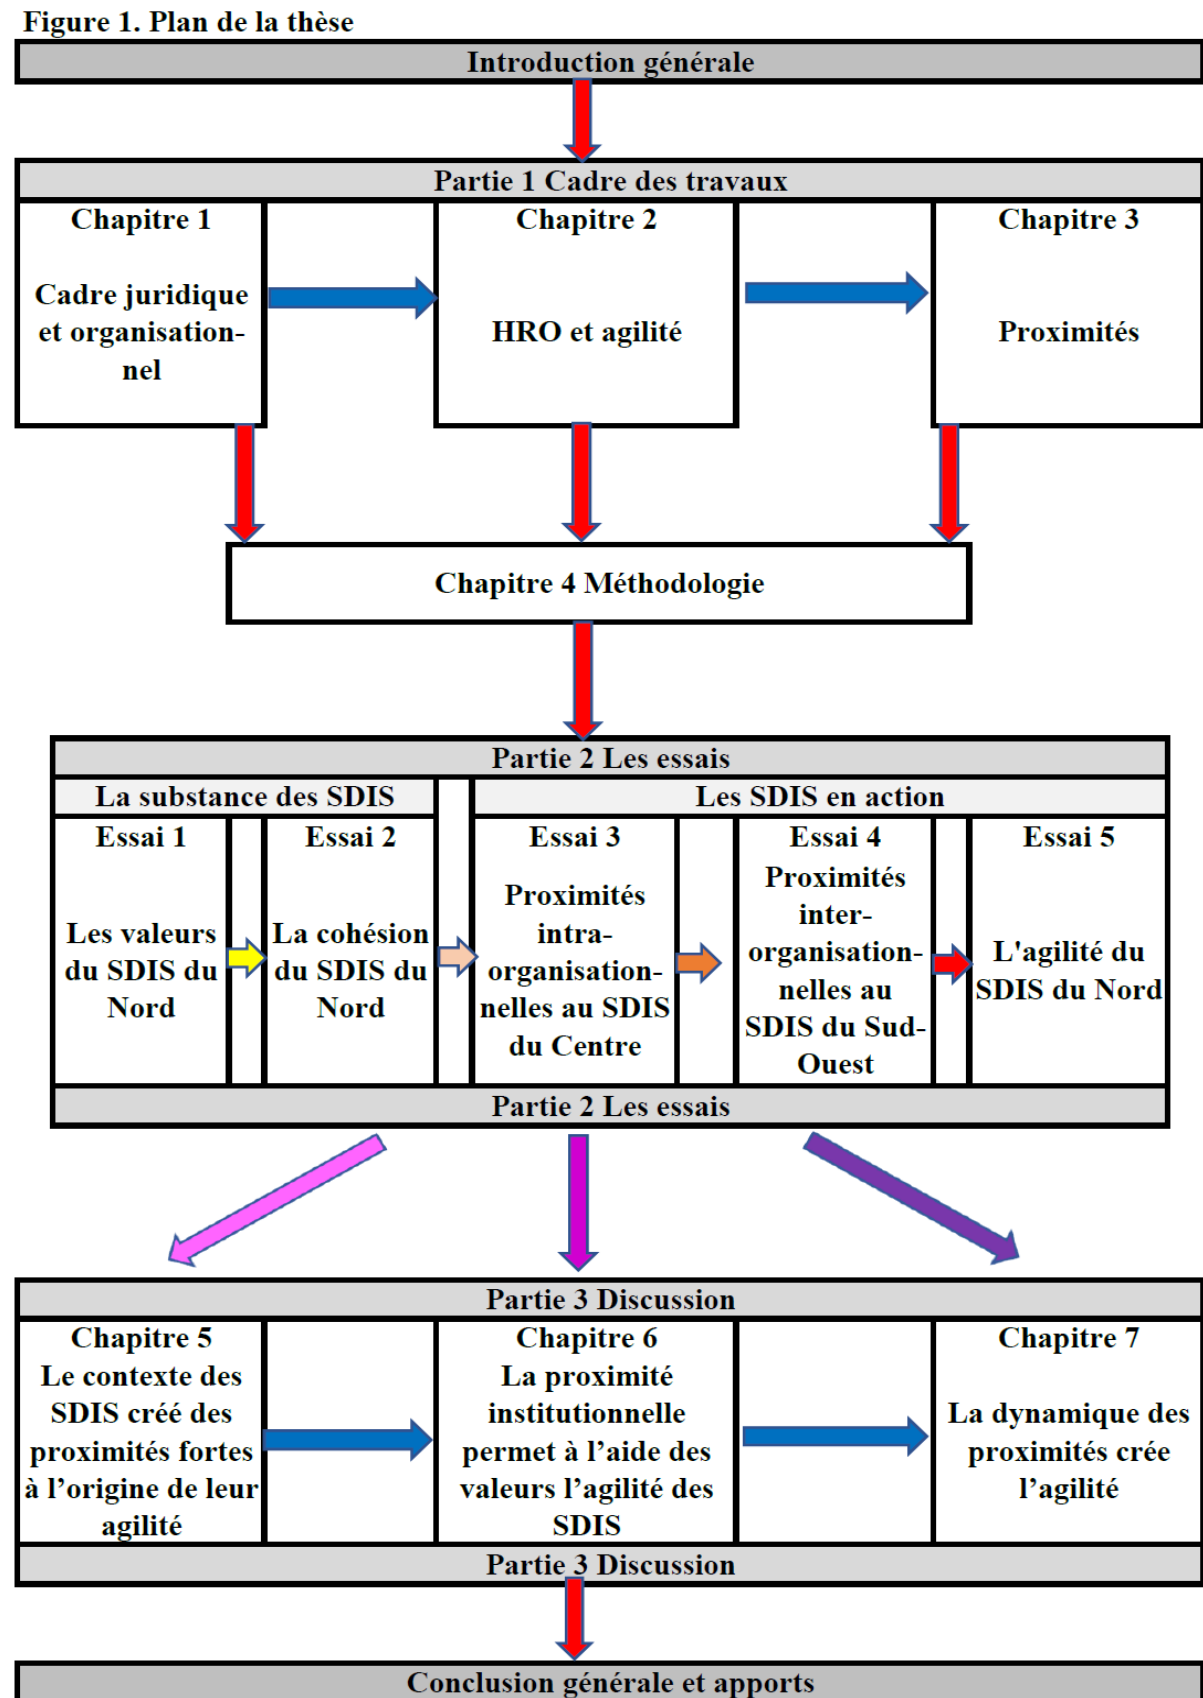 Figure 1. Plan de la thèse
Introduction générale
Partie 1 Cadre des travaux
Chapitre 1
Cadre juridique
et organisation-
nel
Chapitre 2
HRO et agilité
Chapitre 3
Proximités
Chapitre 4 Méthodologie
Partie 2 Les essais
La substance des SDIS
Les SDIS en action
Essai 1
Les valeurs
du SDIS du
Nord
Essai 2
La cohésion
du SDIS du
Nord
Essai 3
Proximités
intra-
organisation-
nelles au SDIS
du Centre
Essai 4
Proximités
inter-
organisation-
nelles au
SDIS du Sud-
Ouest
Essai 5
L'agilité du
SDIS du Nord
Partie 2 Les essais
Partie 3 Discussion
Chapitre 5
Le contexte des
SDIS créé des
proximités fortes
à l’origine de leur
agilité
Chapitre 6
La proximité
institutionnelle
permet à l’aide des
valeurs l’agilité des
SDIS
Chapitre 7
La dynamique des
proximités crée
l’agilité
Partie 3 Discussion
Conclusion générale et apports